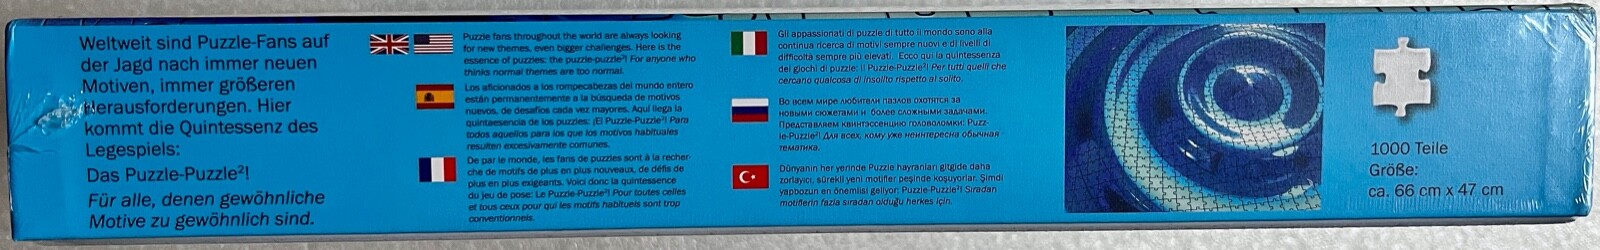 Weltweit sind Puzzle-Fans auf
der Jagd nach immer neuen
Motiven, immer größeren
Herausforderungen. Hier
kommt die Quintessenz des
Legespiels:
Das Puzzle-Puzzle²!
Für alle, denen gewöhnliche
Motive zu gewöhnlich sind.
Puzzle fans throughout the world are always looking
for new themes, even bigger challenges. Here is the
essence of puzzles: the puzzle-puzzle²! For anyone who
thinks normal themes are too normal.
Los aficionados a los rompecabezas del mundo entero
están permanentemente a la búsqueda de motivos
nuevos, de desafíos cada vez mayores. Aquí llega la
quintaesencia de los puzzles: ¡El Puzzle-Puzzle²! Para
todos aquellos para los que los motivos habituales
resulten excesivamente comunes.
De par le monde, les fans de puzzles sont à la recher-
che de motifs de plus en plus nouveaux, de défis de
plus en plus exigeants. Voici donc la quintessence
du jeu de pose: Le Puzzle-Puzzle²! Pour toutes celles
et tous ceux pour qui les motifs habituels sont trop
conventionnels.
Gli appassionati di puzzle di tutto il mondo sono alla
continua ricerca di motivi sempre nuovi e di livelli di
difficoltà sempre più elevati. Ecco qui la quintessenza
dei giochi di puzzle: il Puzzle-Puzzle²! Per tutti quelli che
cercano qualcosa di insolito rispetto al solito.
Во всем мире любители пазлов охотятся за
новыми сюжетами и более сложными задачами.
Представляем квинтэссенцию головоломки: Puzz-
le-Puzzle²! Для всех, кому уже неинтересна обычная
тематика.
Dünyanın her yerinde Puzzle hayranları gitgide daha
zorlayıcı, sürekli yeni motifler peşinde koşuyorlar. Şimdi
yapbozun en önemlisi geliyor: Puzzle-Puzzle²! Sıradan
motiflerin fazla sıradan olduğu herkes için.
1000 Teile
Größe:
ca. 66 cm x 47 cm